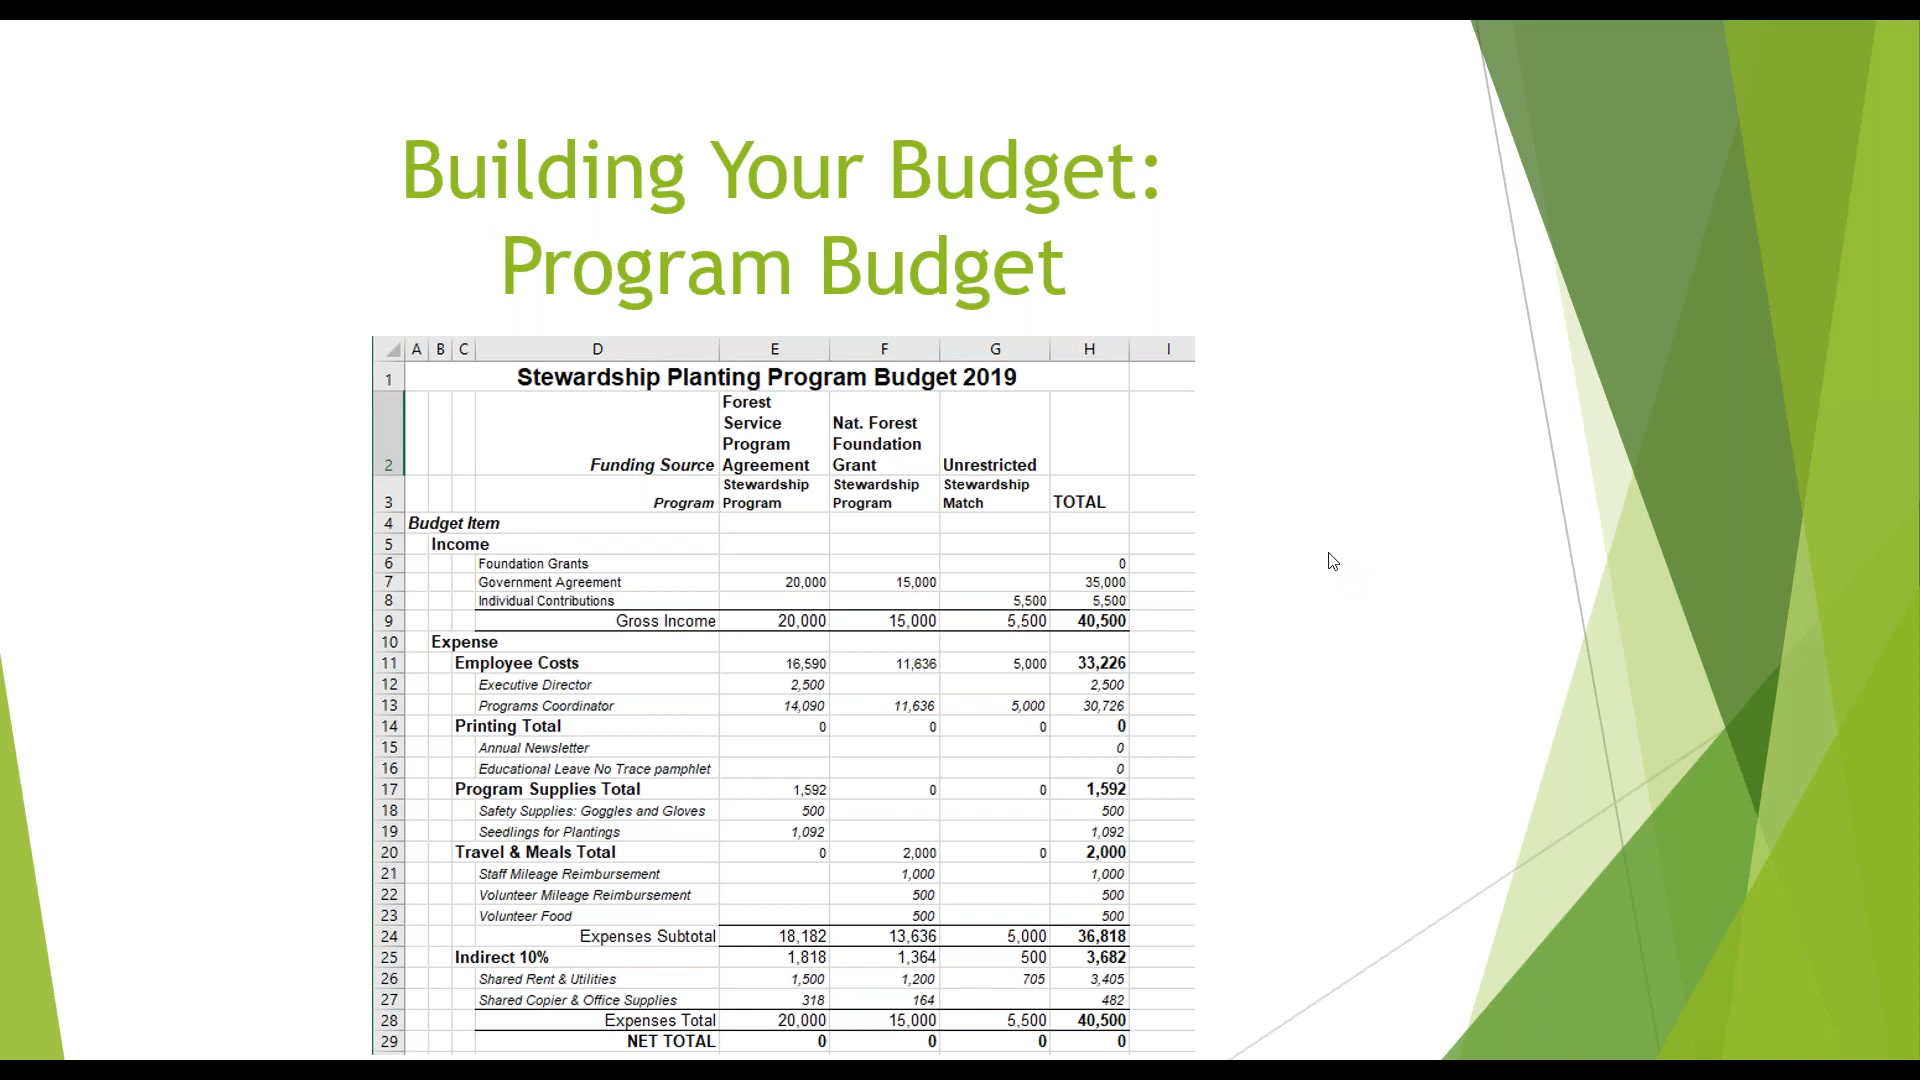 Building Your Budget:
Program Budget
A B C D E F G H I
1 Stewardship Planting Program Budget 2019
2 Funding Source Forest Service Program Agreement Nat. Forest Foundation Grant Unrestricted
3 Program Stewardship Program Stewardship Program Stewardship Match TOTAL
4 Budget Item
5 Income
6 Foundation Grants 0
7 Government Agreement 20,000 15,000 35,000
8 Individual Contributions 5,500 5,500
9 Gross Income 20,000 15,000 5,500 40,500
10 Expense
11 Employee Costs 16,590 11,636 5,000 33,226
12 Executive Director 2,500 2,500
13 Programs Coordinator 14,090 11,636 5,000 30,726
14 Printing Total 0 0 0 0
15 Annual Newsletter 0
16 Educational Leave No Trace pamphlet 0
17 Program Supplies Total 1,592 0 0 1,592
18 Safety Supplies: Goggles and Gloves 500 500
19 Seedlings for Plantings 1,092 1,092
20 Travel & Meals Total 0 2,000 0 2,000
21 Staff Mileage Reimbursement 1,000 1,000
22 Volunteer Mileage Reimbursement 500 500
23 Volunteer Food 500 500
24 Expenses Subtotal 18,182 13,636 5,000 36,818
25 Indirect 10% 1,818 1,364 500 3,682
26 Shared Rent & Utilities 1,500 1,200 705 3,405
27 Shared Copier & Office Supplies 318 164 482
28 Expenses Total 20,000 15,000 5,500 40,500
29 NET TOTAL 0 0 0 0